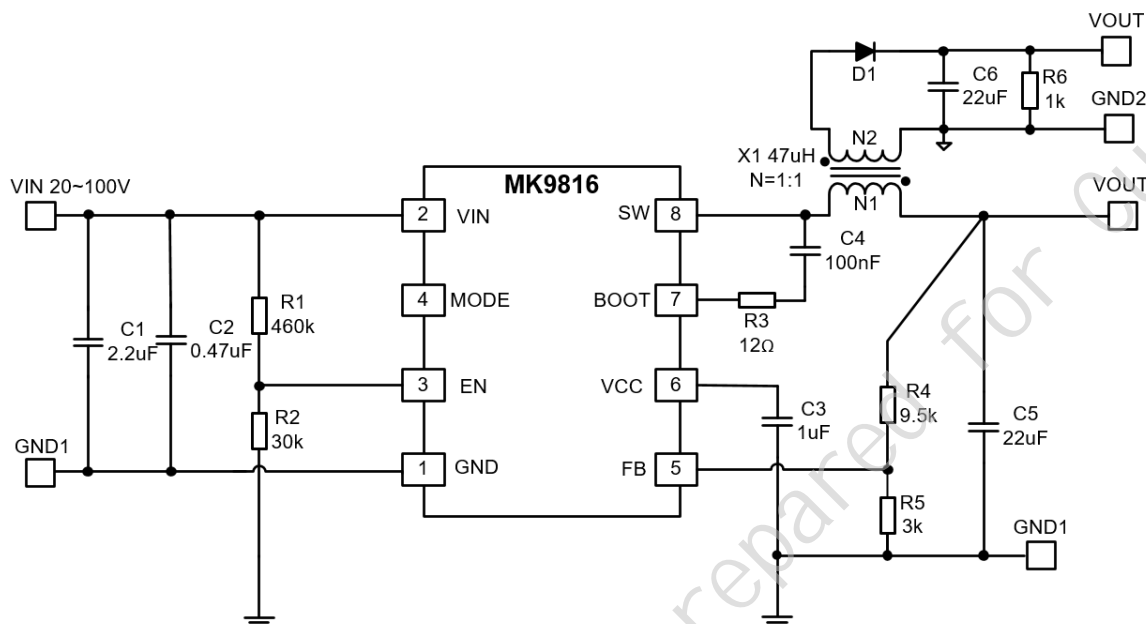 VOUT
D1
C6
22uF
R6
1k
GND2
N2
X1 47uH
N=1:1
N1
VOUT
VIN 20~100V
MK9816
2 VIN
SW 8
C4
100nF
4 MODE
BOOT 7
R3
12Ω
R1
460k
C1
2.2uF
C2
0.47uF
3 EN
VCC 6
R2
30k
C3
1uF
R4
9.5k
C5
22uF
GND1
1 GND
FB 5
R5
3k
GND1
repared for Cu